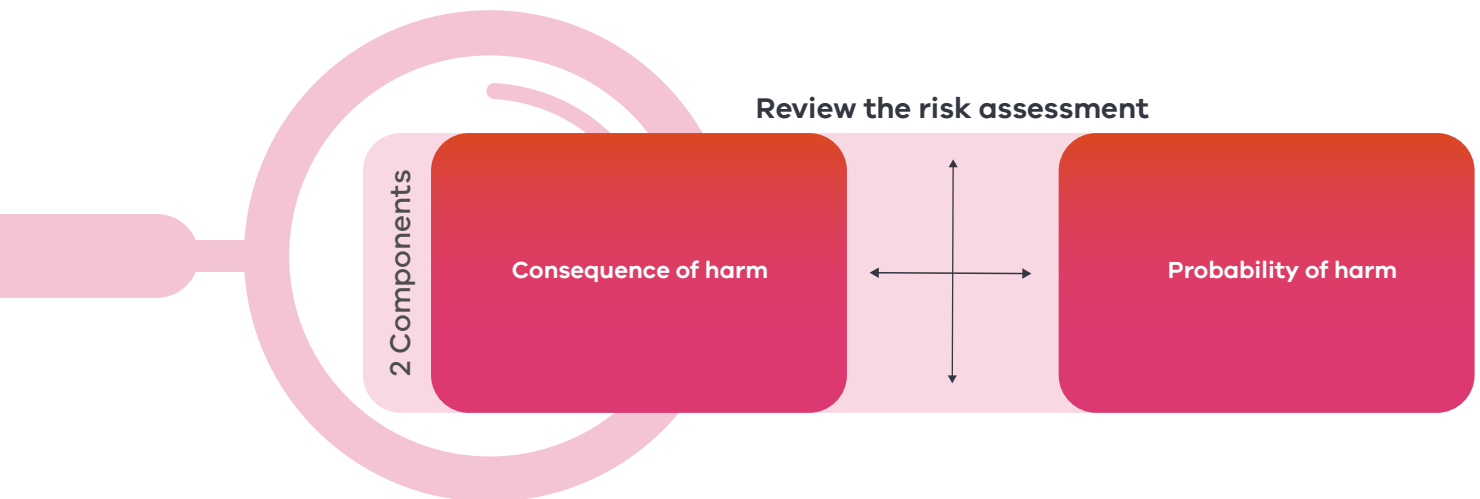 Review the risk assessment
2 Components
Consequence of harm
Probability of harm